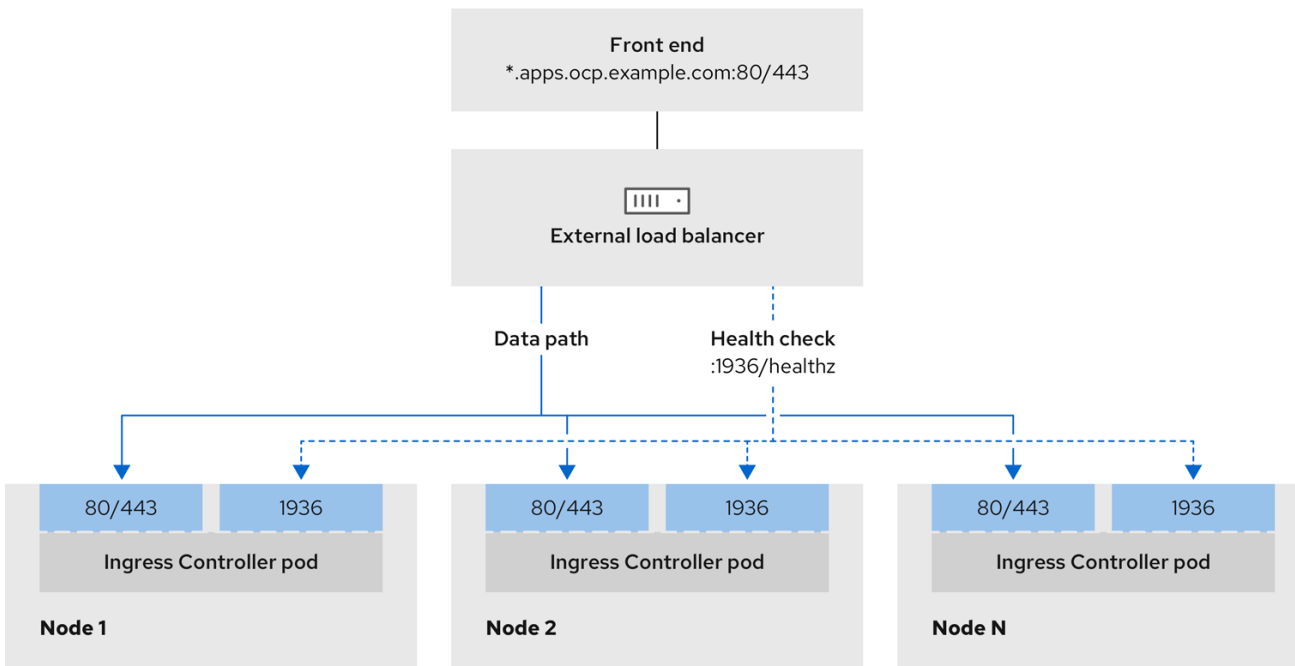 Front end
*.apps.ocp.example.com:80/443
External load balancer
Data path
Health check
:1936/healthz
80/443
1936
Ingress Controller pod
Node 1
80/443
1936
Ingress Controller pod
Node 2
80/443
1936
Ingress Controller pod
Node N